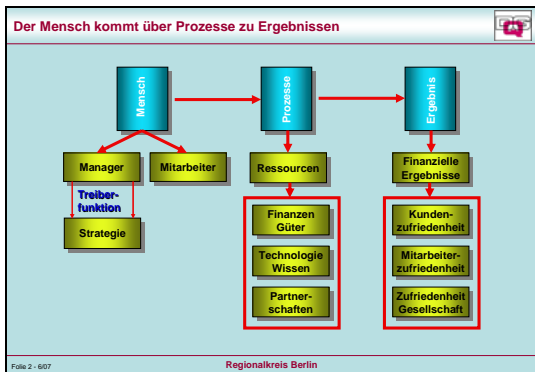 Der Mensch kommt über Prozesse zu Ergebnissen
DGQ
Mensch
Prozesse
Ergebnis
Manager
Mitarbeiter
Ressourcen
Finanzielle
Ergebnisse
Treiber-
funktion
Strategie
Finanzen
Güter
Technologie
Wissen
Partner-
schaften
Kunden-
zufriedenheit
Mitarbeiter-
zufriedenheit
Zufriedenheit
Gesellschaft
Folie 2 - 6/07
Regionalkreis Berlin